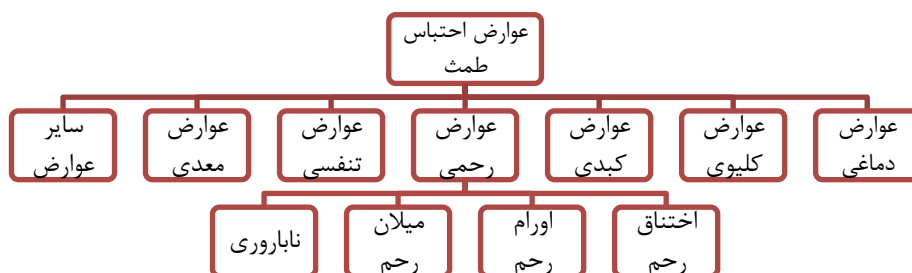 عوارض احتباس
طمث
عوارض
دماغی
عوارض
کلیوی
عوارض
کبدی
عوارض
رحمی
عوارض
تنفسی
عوارض
معدی
سایر
عوارض
اختناق
رحم
اورام
رحم
میلان
رحم
ناباروری